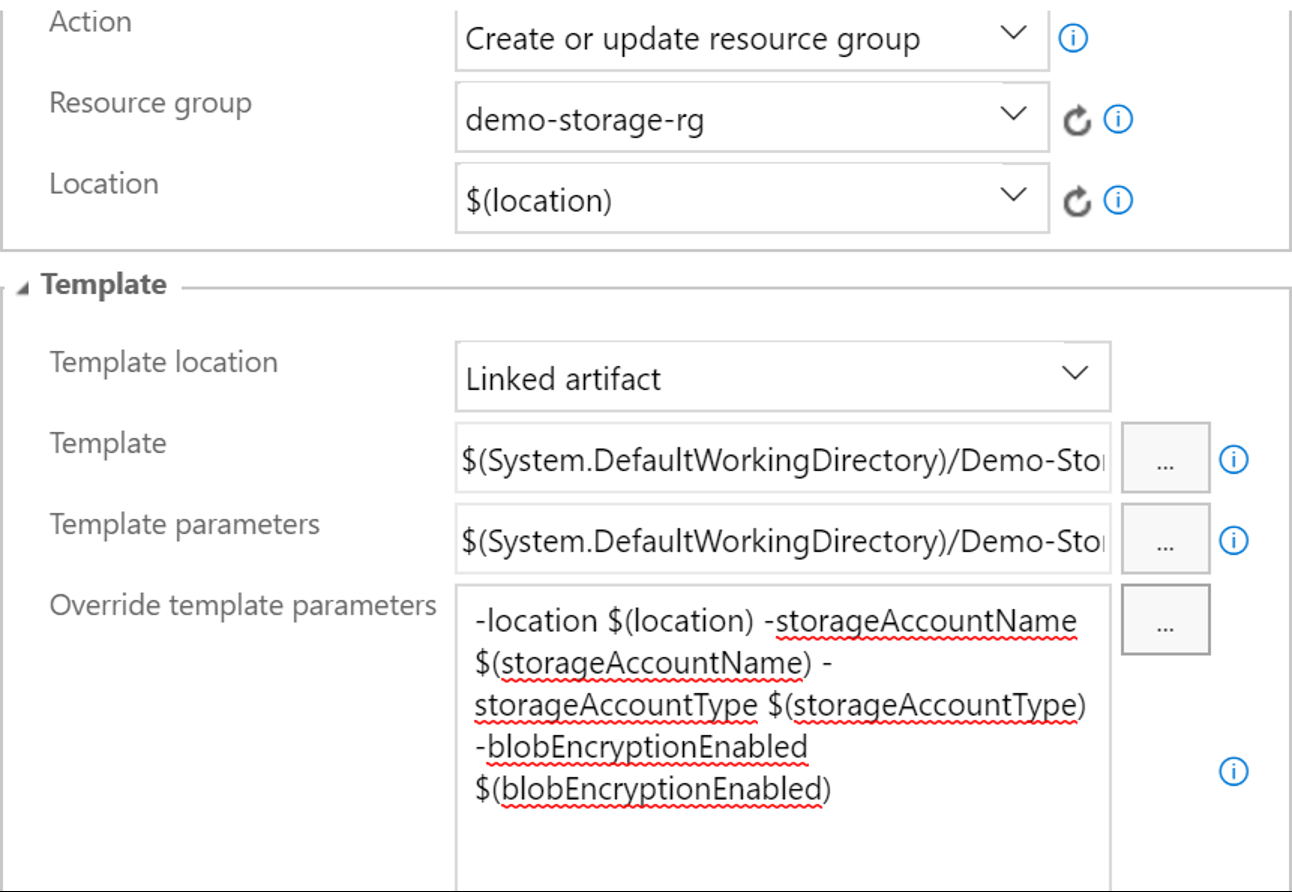 Action
Create or update resource group
Resource group
demo-storage-rg
Location
$(location)
Template
Template location
Linked artifact
Template
$(System.DefaultWorkingDirectory)/Demo-Sto
...
Template parameters
$(System.DefaultWorkingDirectory)/Demo-Sto
...
Override template parameters
-location $(location) -storageAccountName
$(storageAccountName) -
storageAccountType $(storageAccountType)
-blobEncryptionEnabled
$(blobEncryptionEnabled)
...